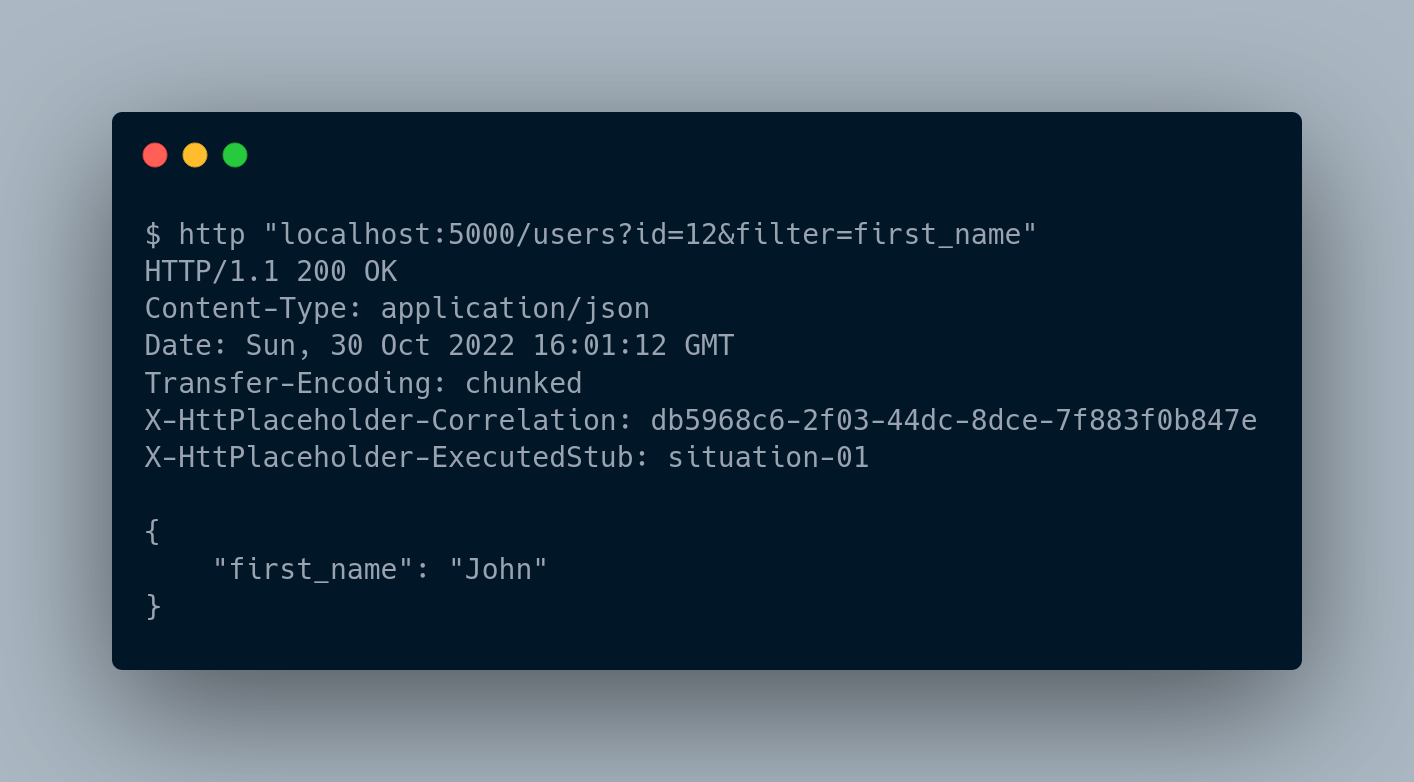 $ http "localhost:5000/users?id=12&filter=first_name"
HTTP/1.1 200 OK
Content-Type: application/json
Date: Sun, 30 Oct 2022 16:01:12 GMT
Transfer-Encoding: chunked
X-HttPlaceholder-Correlation: db5968c6-2f03-44dc-8dce-7f883f0b847e
X-HttPlaceholder-ExecutedStub: situation-01

{
    "first_name": "John"
}